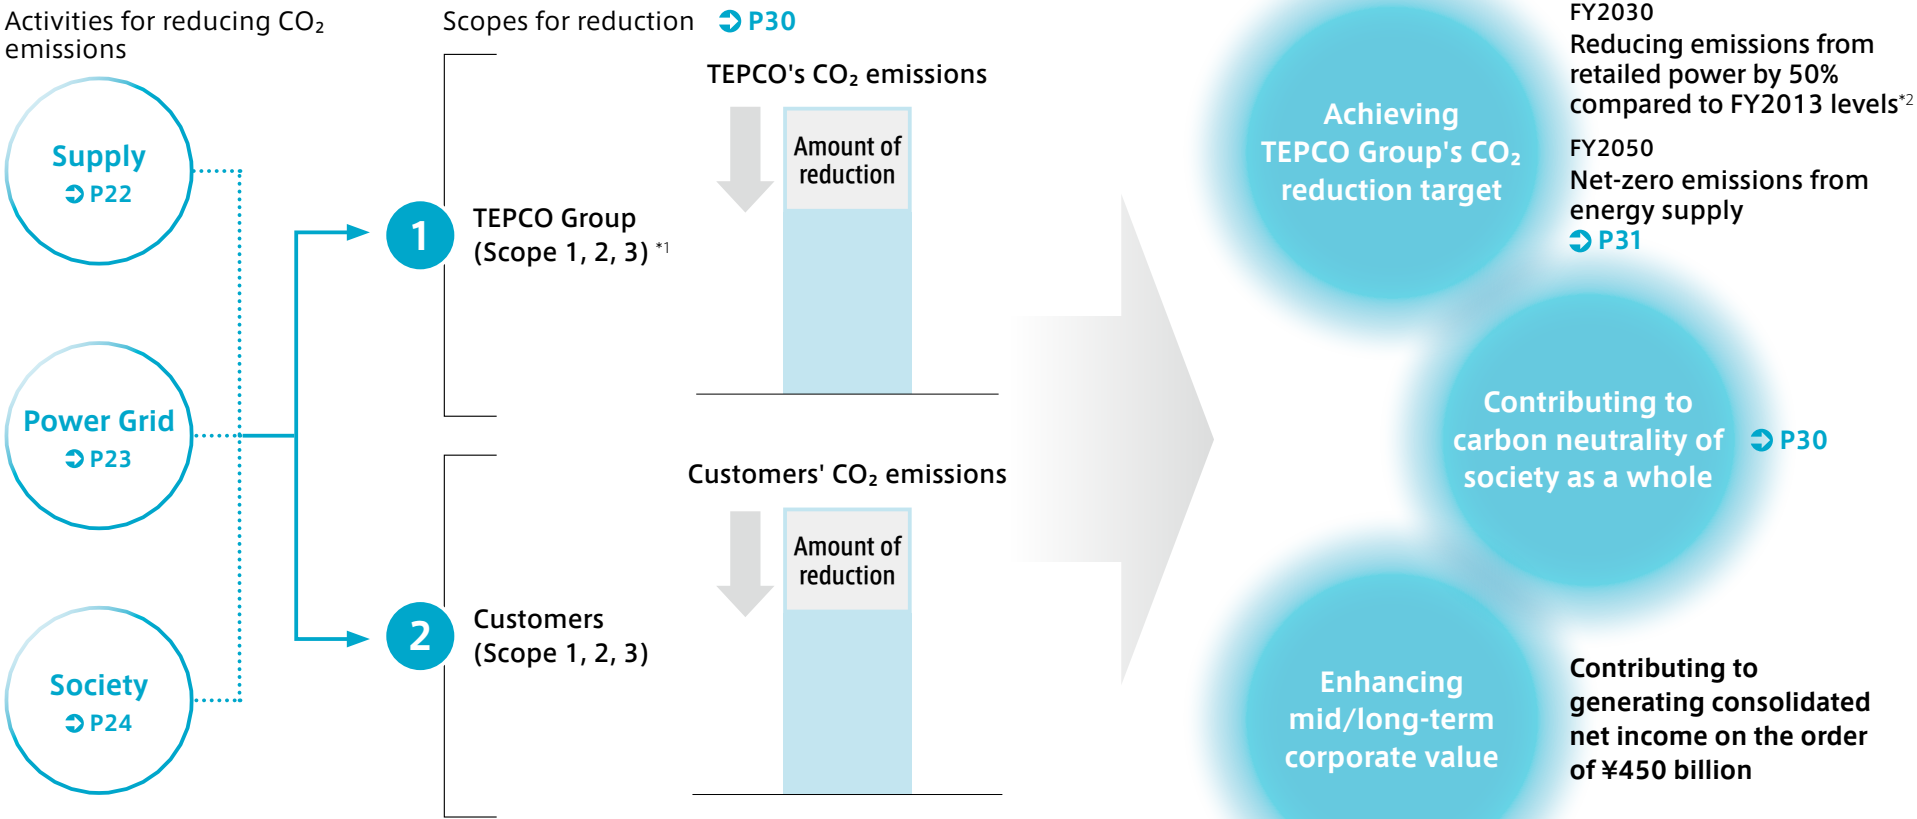 Activities for reducing CO₂
emissions
Supply
P22
Power Grid
P23
Society
P24
Scopes for reduction P30
1
TEPCO Group
(Scope 1, 2, 3) *1
TEPCO's CO₂ emissions
Amount of
reduction
2
Customers
(Scope 1, 2, 3)
Customers' CO₂ emissions
Amount of
reduction
Achieving
TEPCO Group's CO₂
reduction target
FY2030
Reducing emissions from
retailed power by 50%
compared to FY2013 levels*2
FY2050
Net-zero emissions from
energy supply
P31
Contributing to
carbon neutrality of
society as a whole
P30
Enhancing
mid/long-term
corporate value
Contributing to
generating consolidated
net income on the order
of ¥450 billion